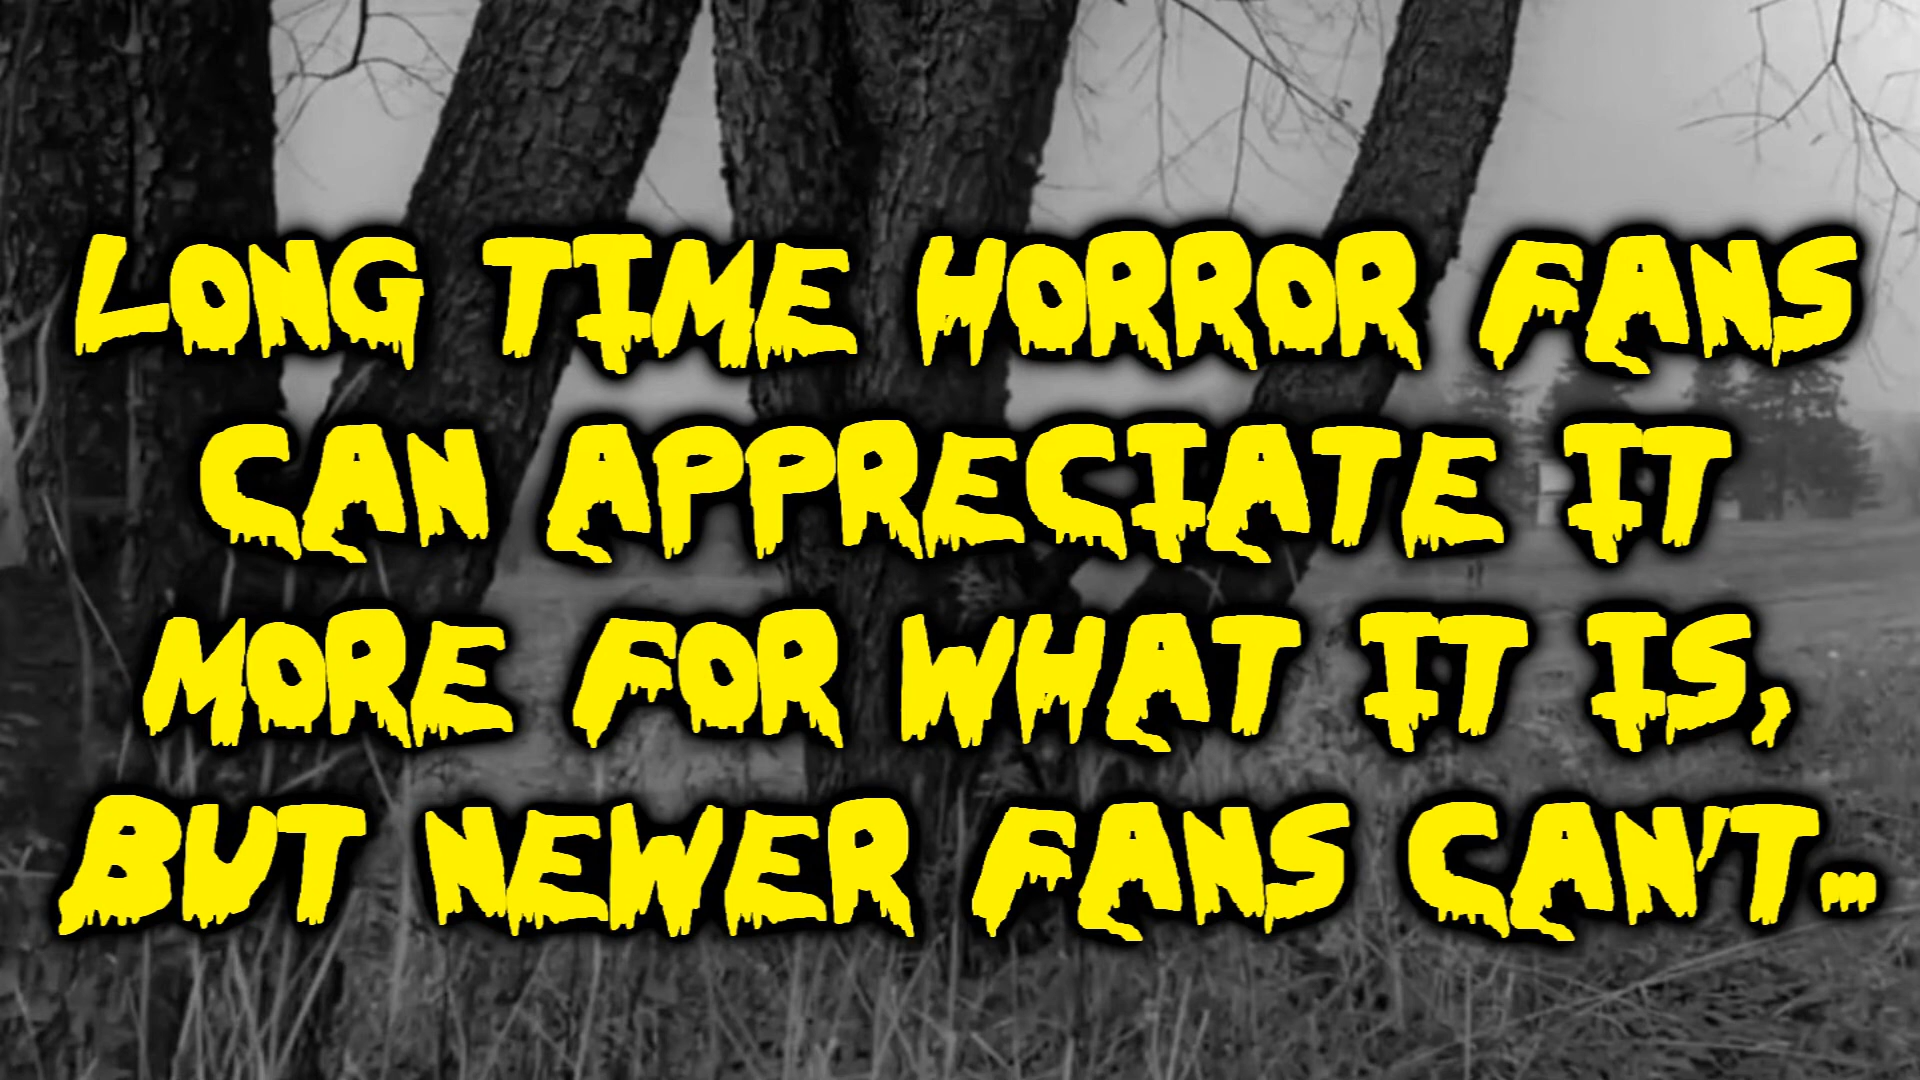 LONG TIME HORROR FANS
CAN APPRECIATE IT
MORE FOR WHAT IT IS,
BUT NEWER FANS CAN'T...